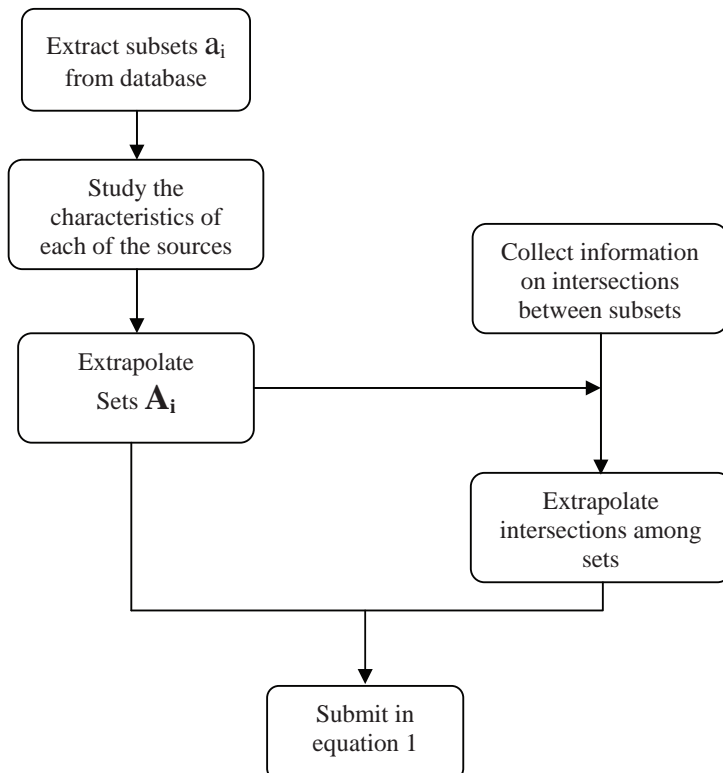 Extract subsets aᵢ
from database
Study the
characteristics of
each of the sources
Collect information
on intersections
between subsets
Extrapolate
Sets Aᵢ
Extrapolate
intersections among
sets
Submit in
equation 1